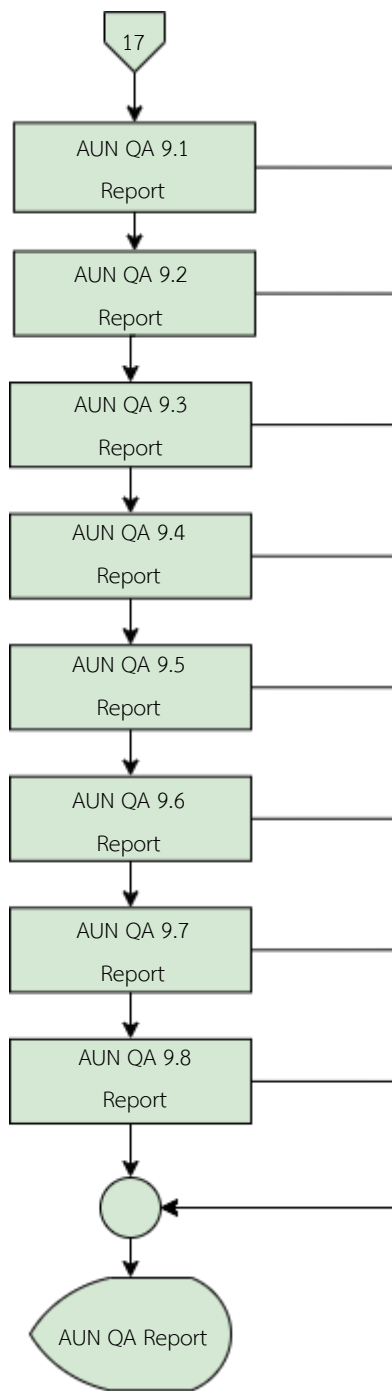 17
AUN QA 9.1
Report
AUN QA 9.2
Report
AUN QA 9.3
Report
AUN QA 9.4
Report
AUN QA 9.5
Report
AUN QA 9.6
Report
AUN QA 9.7
Report
AUN QA 9.8
Report
AUN QA Report